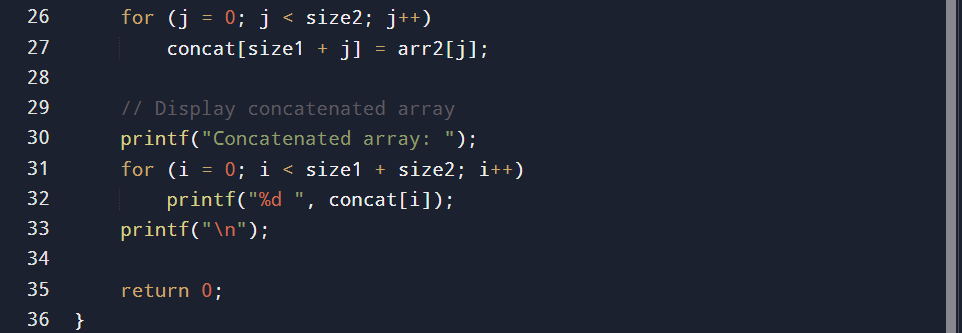 26 for (j = 0; j < size2; j++)
27 concat[size1 + j] = arr2[j];
28
29 // Display concatenated array
30 printf("Concatenated array: ");
31 for (i = 0; i < size1 + size2; i++)
32 printf("%d ", concat[i]);
33 printf("\n");
34
35 return 0;
36 }